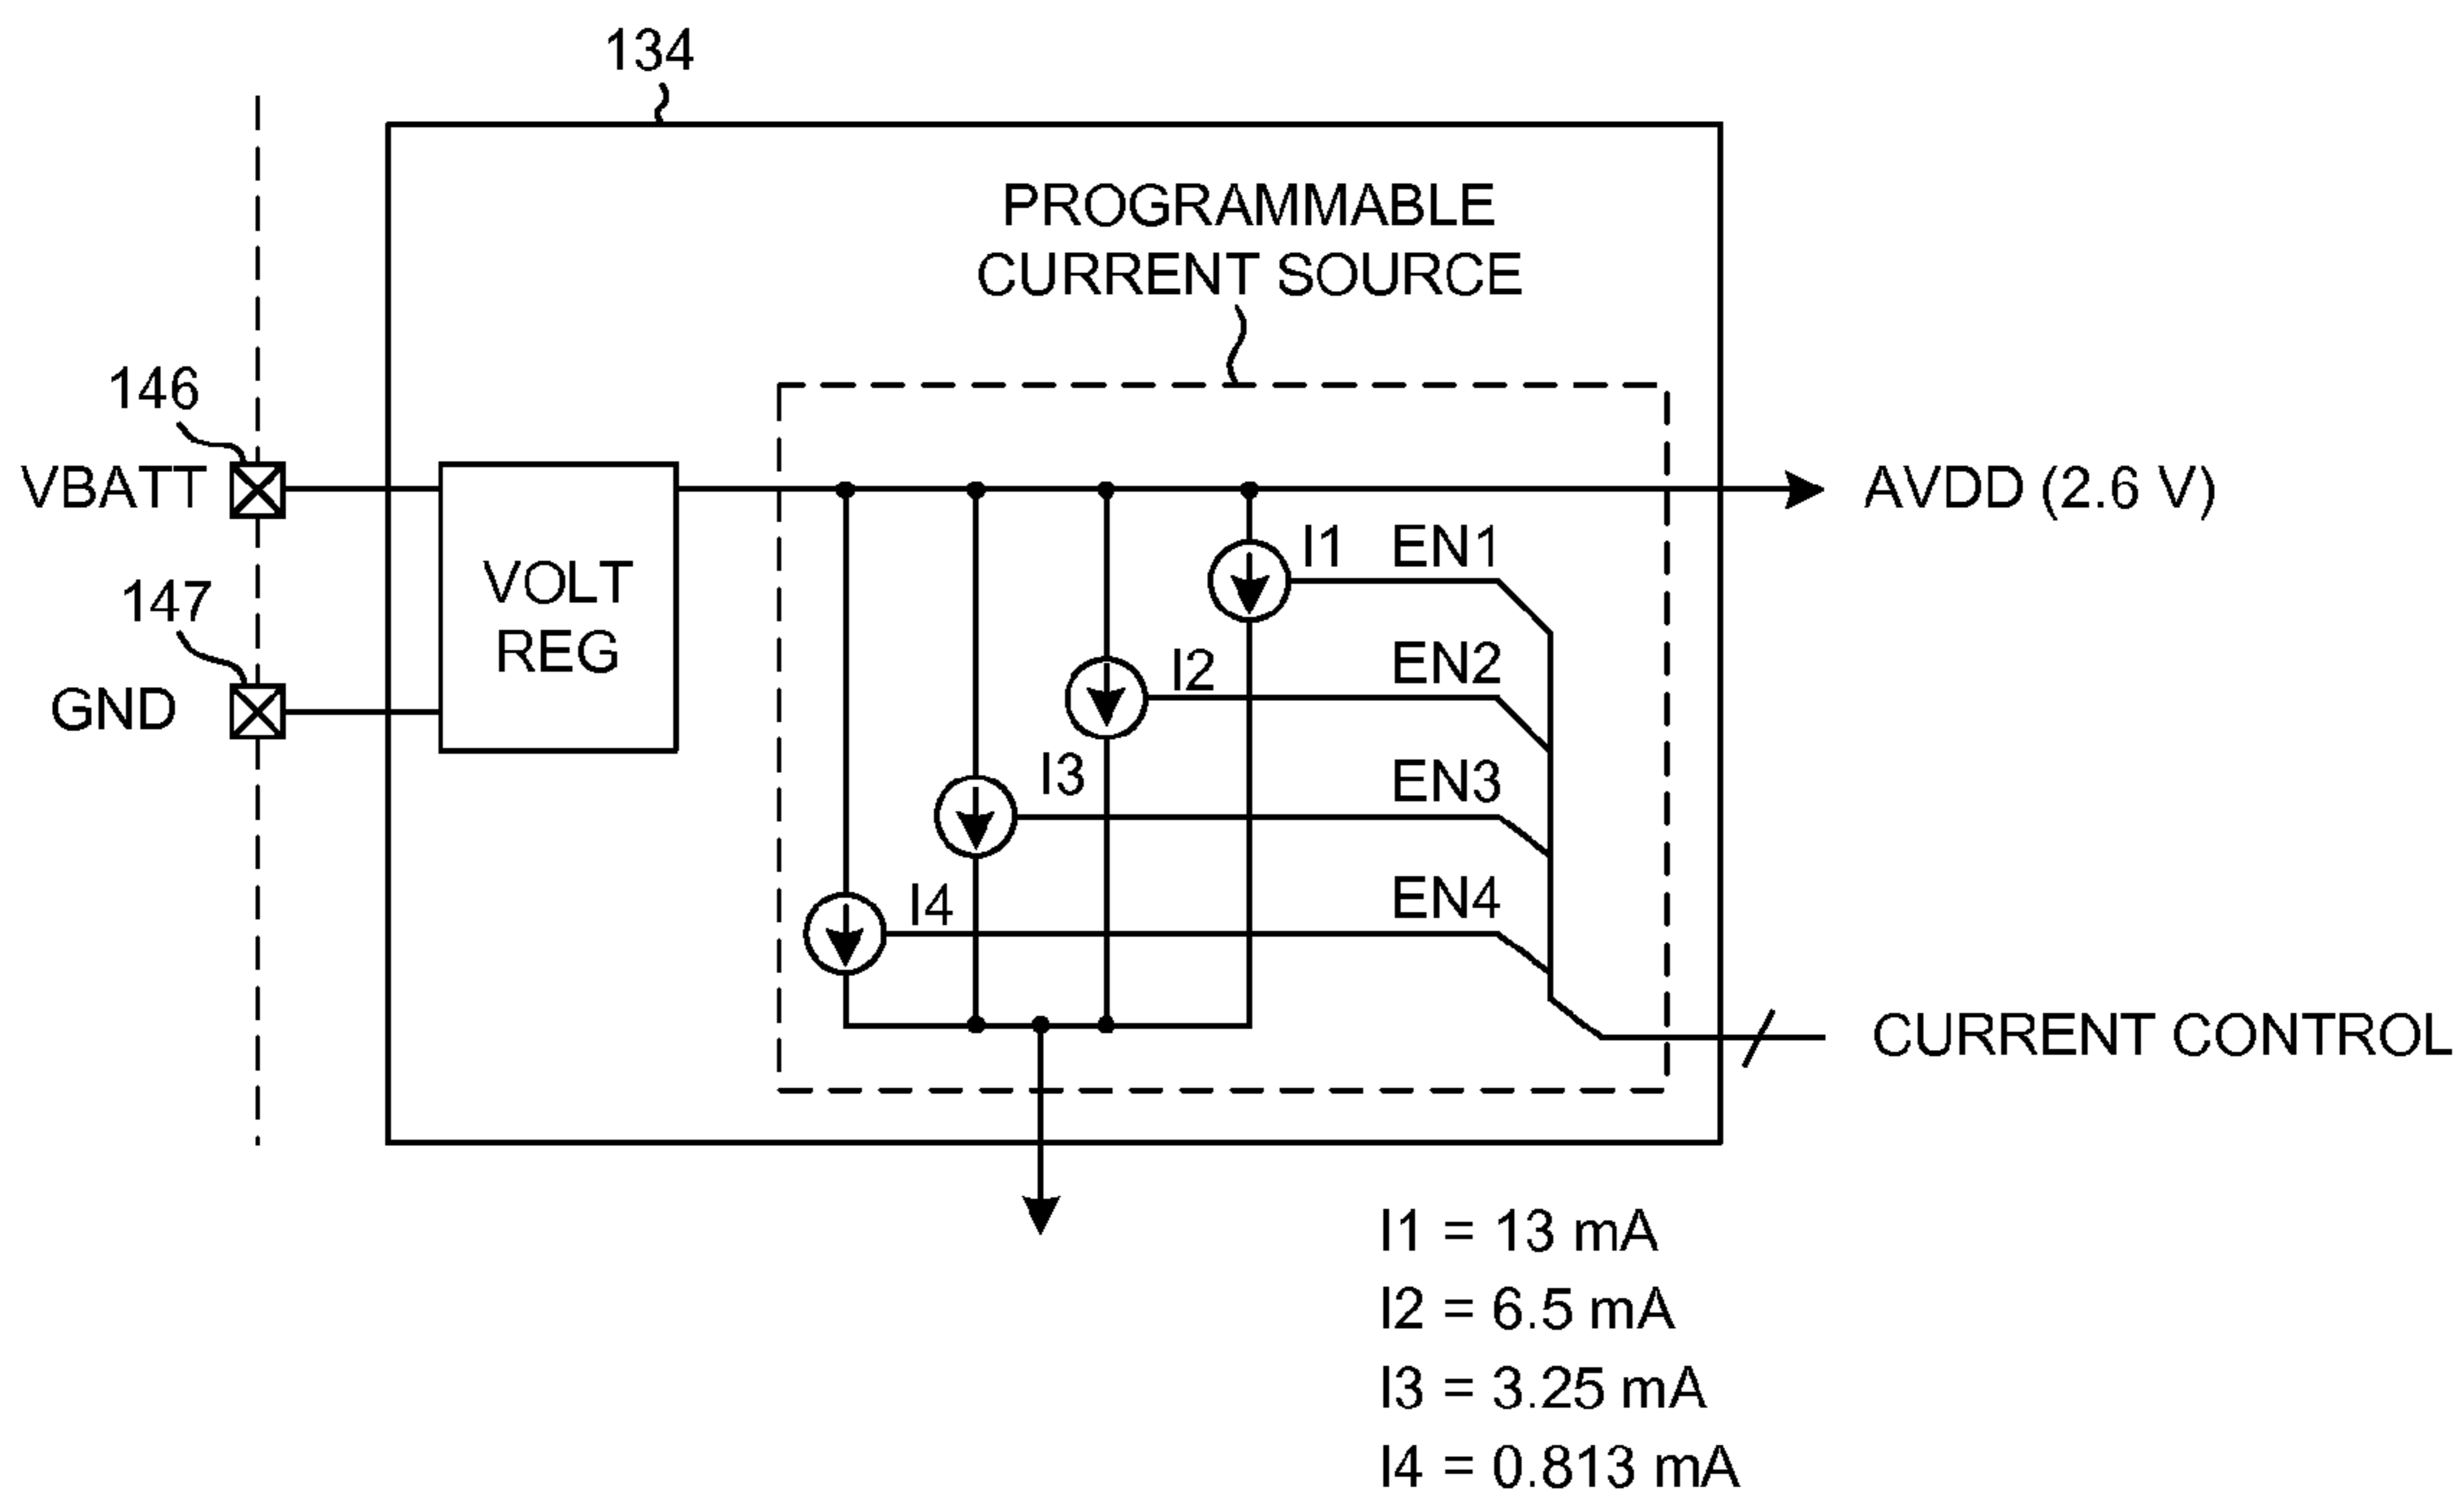 134
PROGRAMMABLE
CURRENT SOURCE
146
VBATT
AVDD (2.6 V)
I1
EN1
147
VOLT
REG
I2
EN2
GND
I3
EN3
I4
EN4
CURRENT CONTROL
I1 = 13 mA
I2 = 6.5 mA
I3 = 3.25 mA
I4 = 0.813 mA